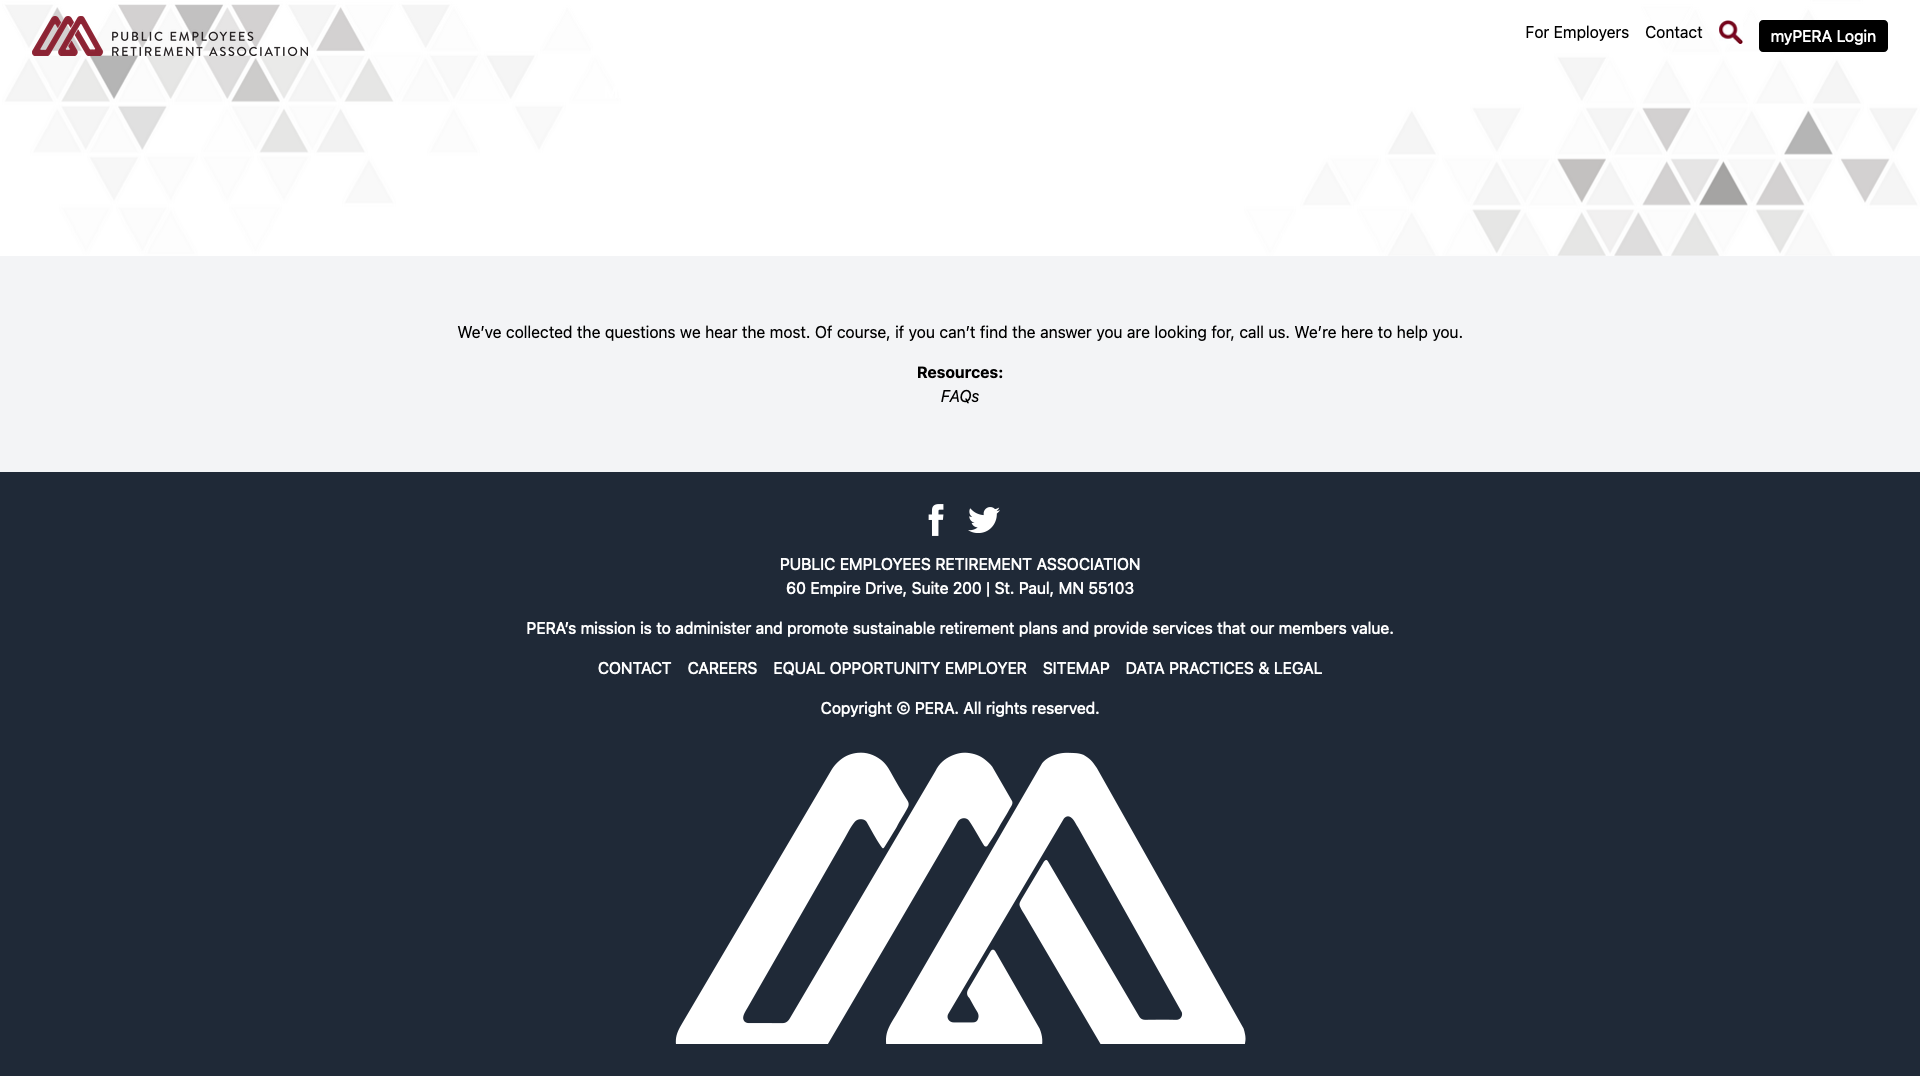 PUBLIC EMPLOYEES
RETIREMENT ASSOCIATION
For Employers
Contact
myPERA Login
We’ve collected the questions we hear the most. Of course, if you can’t find the answer you are looking for, call us. We’re here to help you.
Resources:
FAQs
PUBLIC EMPLOYEES RETIREMENT ASSOCIATION
60 Empire Drive, Suite 200 | St. Paul, MN 55103
PERA’s mission is to administer and promote sustainable retirement plans and provide services that our members value.
CONTACT CAREERS EQUAL OPPORTUNITY EMPLOYER SITEMAP DATA PRACTICES & LEGAL
Copyright © PERA. All rights reserved.